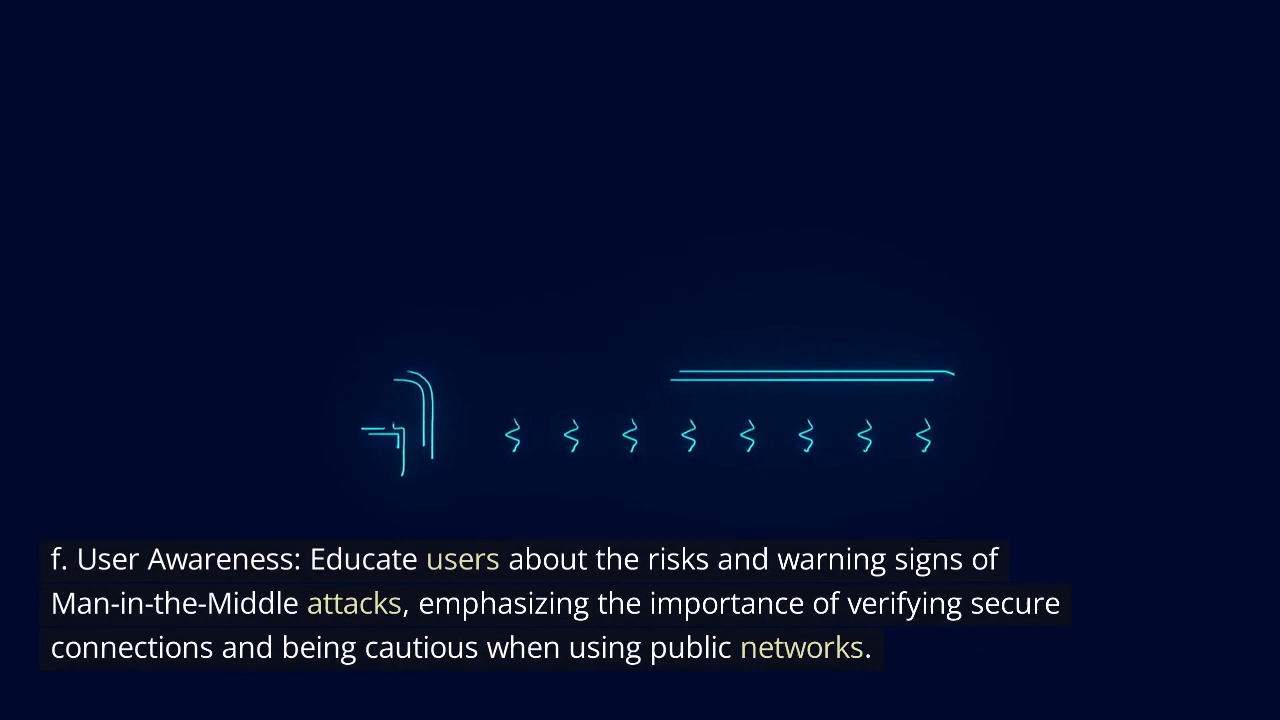 f. User Awareness: Educate users about the risks and warning signs of
Man-in-the-Middle attacks, emphasizing the importance of verifying secure
connections and being cautious when using public networks.